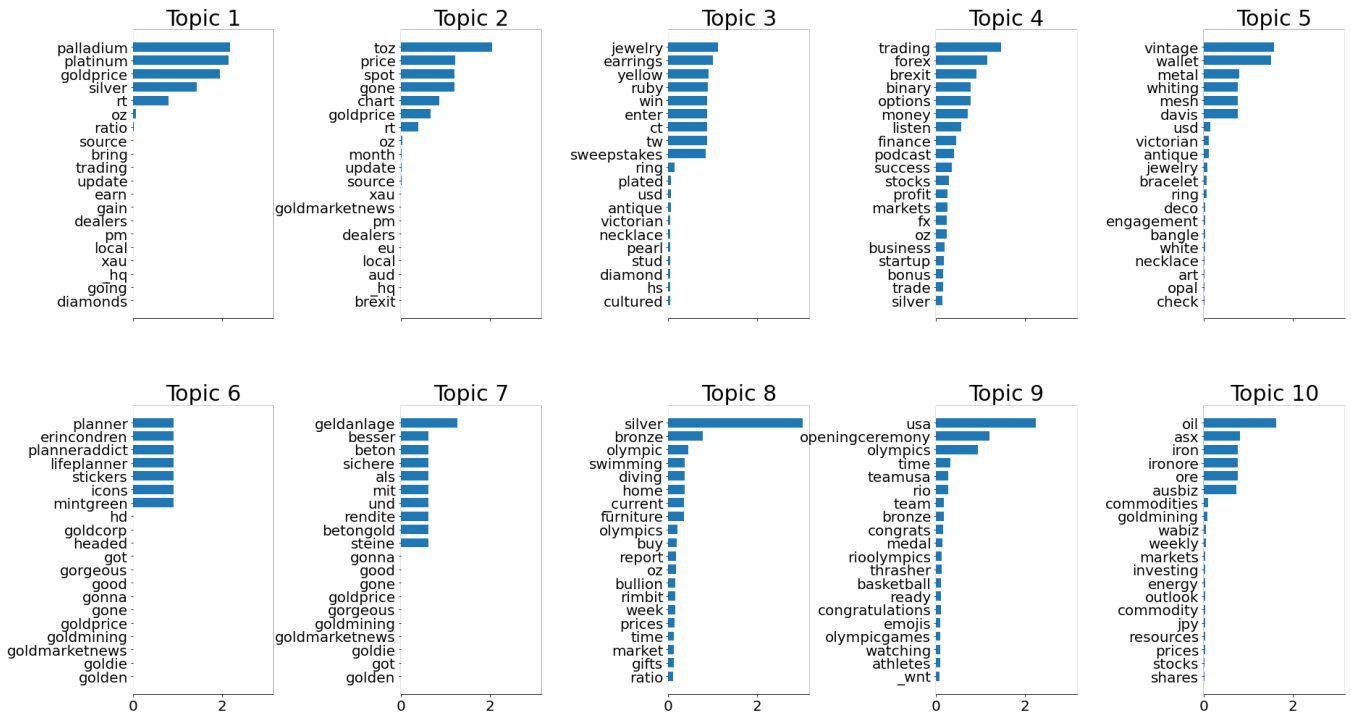 Topic 1
palladium
platinum
goldprice
silver
rt
oz
ratio
source
bring
trading
update
earn
gain
dealers
pm
local
xau
_hq
going
diamonds
Topic 2
toz
price
spot
gone
chart
goldprice
rt
oz
month
update
source
xau
goldmarketnews
pm
dealers
eu
local
aud
_hq
brexit
0 2
Topic 3
jewelry
earrings
yellow
ruby
win
enter
ct
tw
sweepstakes
ring
plated
usd
antique
victorian
necklace
pearl
stud
diamond
hs
cultured
Topic 4
trading
forex
brexit
binary
options
money
listen
finance
podcast
success
stocks
profit
markets
fx
oz
business
startup
bonus
trade
silver
Topic 5
vintage
wallet
metal
whiting
mesh
davis
usd
victorian
antique
jewelry
bracelet
ring
deco
engagement
bangle
white
necklace
art
opal
check
Topic 6
planner
erincondren
planneraddict
lifeplanner
stickers
icons
mintgreen
hd
goldcorp
headed
got
gorgeous
good
gonna
gone
goldprice
goldmining
goldmarketnews
goldie
golden
0 2
Topic 7
geldanlage
besser
beton
sichere
als
mit
und
rendite
betongold
steine
gonna
good
gone
goldprice
gorgeous
goldmining
goldmarketnews
goldie
got
golden
0 2
Topic 8
silver
bronze
olympic
swimming
diving
home
_current
furniture
olympics
buy
report
oz
bullion
rimbit
week
prices
time
market
gifts
ratio
0 2
Topic 9
usa
openingceremony
olympics
time
teamusa
rio
team
bronze
congrats
medal
rioolympics
thrasher
basketball
ready
congratulations
emojis
olympicgames
watching
athletes
_wnt
0 2
Topic 10
oil
asx
iron
ironore
ore
ausbiz
commodities
goldmining
wabiz
weekly
markets
investing
energy
outlook
commodity
jpy
resources
prices
stocks
shares
0 2